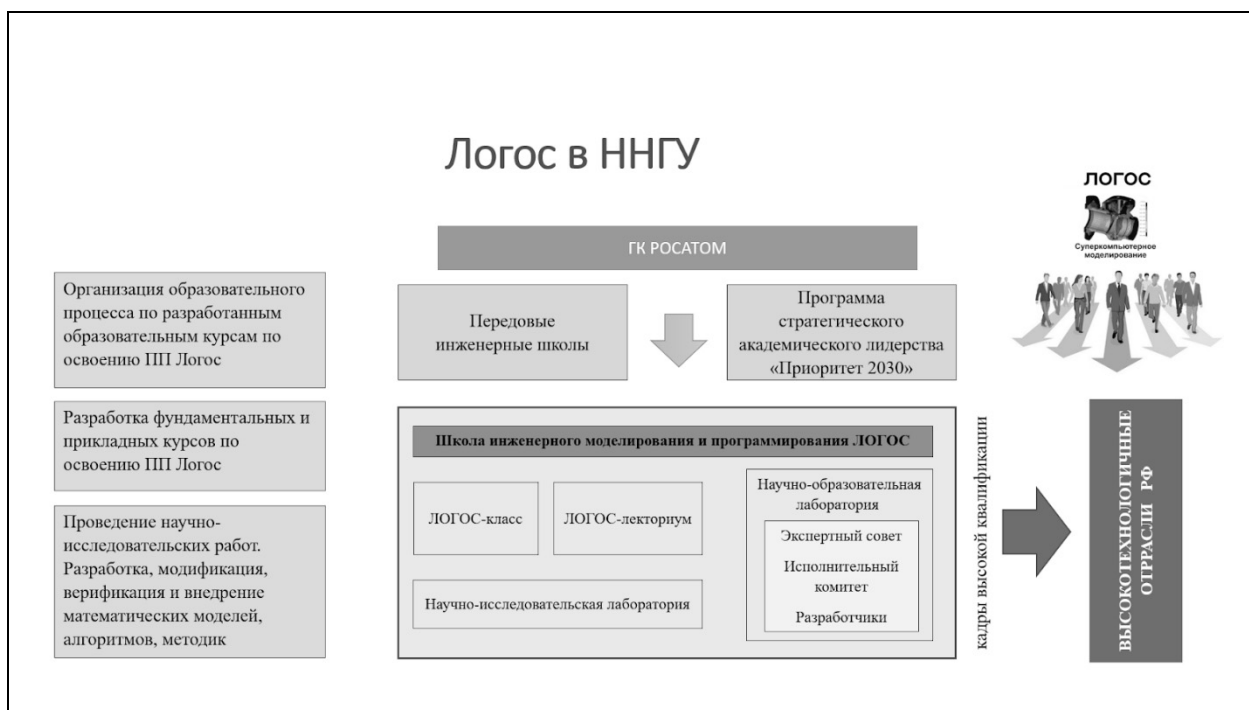 Логос в ННГУ
ЛОГОС
Суперкомпьютерное
моделирование
ГК РОСАТОМ
Организация образовательного
процесса по разработанным
образовательным курсам по
освоению ПП Логос
Передовые
инженерные школы
Программа
стратегического
академического лидерства
«Приоритет 2030»
Разработка фундаментальных и
прикладных курсов по
освоению ПП Логос
Проведение научно-
исследовательских работ.
Разработка, модификация,
верификация и внедрение
математических моделей,
алгоритмов, методик
Школа инженерного моделирования и программирования ЛОГОС
ЛОГОС-класс
ЛОГОС-лекториум
Научно-исследовательская лаборатория
Научно-образовательная
лаборатория
Экспертный совет
Исполнительный
комитет
Разработчики
кадры высокой квалификации
ВЫСОКОТЕХНОЛОГИЧНЫЕ
ОТРРАСЛИ РФ